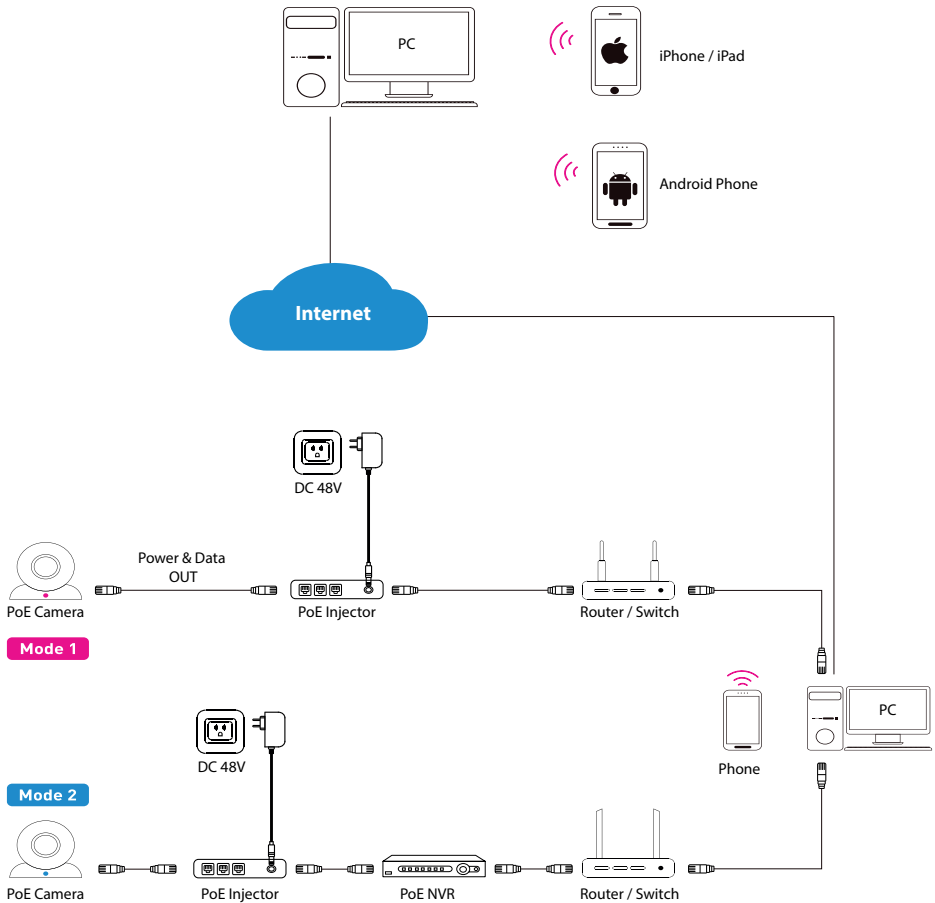 PC
iPhone / iPad
Android Phone
Internet
DC 48V
Power & Data
OUT
PoE Camera
PoE Injector
Router / Switch
Mode 1
PC
Phone
DC 48V
Mode 2
PoE Camera
PoE Injector
PoE NVR
Router / Switch